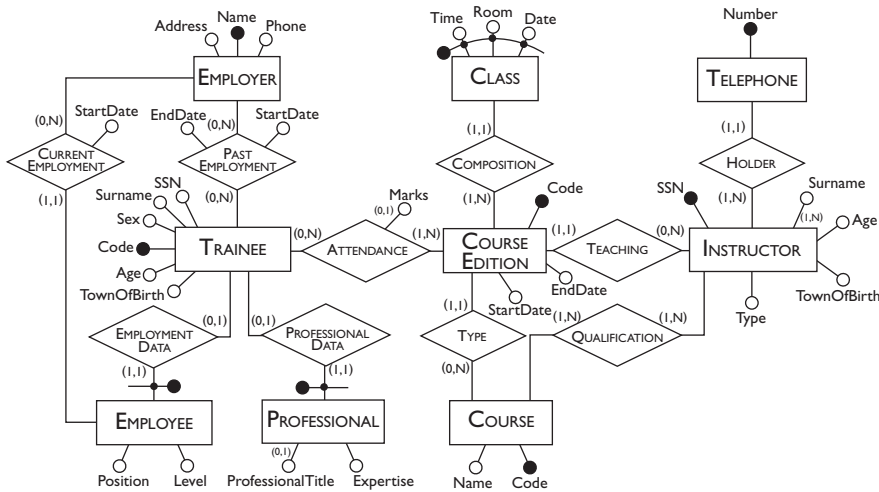 Name
Address
Phone
EMPLOYER
(0,N)
StartDate
CURRENT
EMPLOYMENT
(1,1)
EndDate
(0,N)
StartDate
PAST
EMPLOYMENT
(0,N)
SSN
Surname
Sex
Code
Age
TownOfBirth
TRAINEE
(0,N)
Marks
(0,1)
ATTENDANCE
(1,N)
Time
Room
Date
CLASS
(1,1)
COMPOSITION
(1,N)
Code
COURSE
EDITION
EndDate
StartDate
(1,1)
TEACHING
(0,N)
Number
TELEPHONE
(1,1)
HOLDER
(1,N)
SSN
Surname
(1,N)
Age
INSTRUCTOR
TownOfBirth
Type
(0,1)
EMPLOYMENT
DATA
(1,1)
(0,1)
PROFESSIONAL
DATA
(1,1)
(1,1)
TYPE
(0,N)
(1,N)
QUALIFICATION
(1,N)
EMPLOYEE
Position
Level
PROFESSIONAL
(0,1)
ProfessionalTitle
Expertise
COURSE
Name
Code